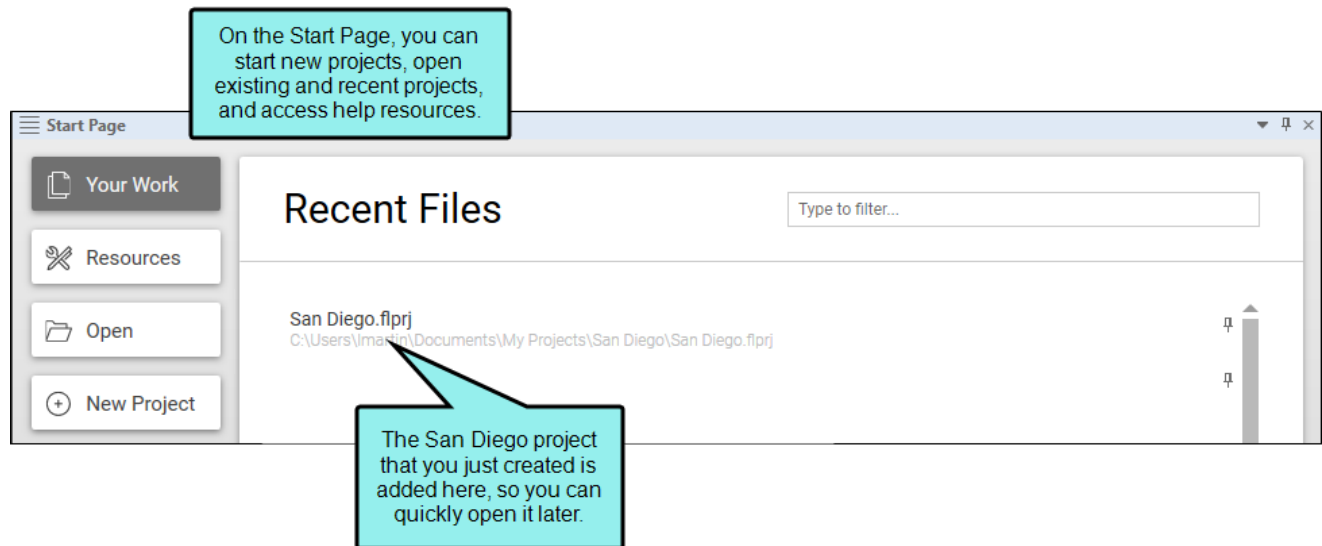 On the Start Page, you can
start new projects, open
existing and recent projects,
and access help resources.
Start Page
Your Work
Resources
Open
New Project
Recent Files
Type to filter...
San Diego.flprj
C:\Users\lmartin\Documents\My Projects\San Diego\San Diego.flprj
The San Diego project
that you just created is
added here, so you can
quickly open it later.